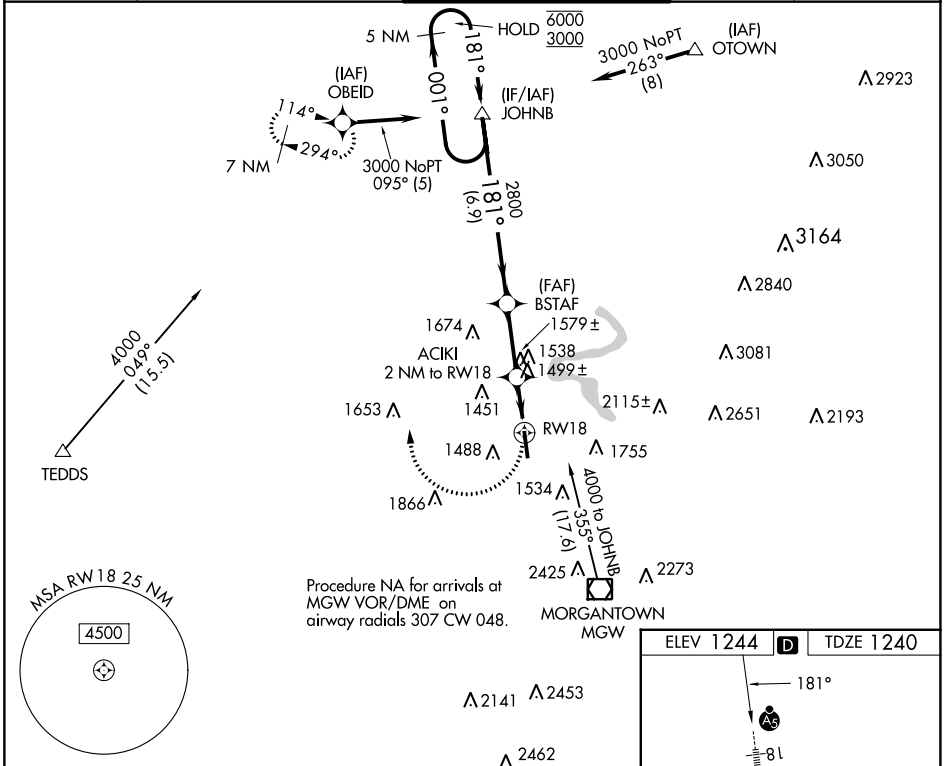 HOLD 6000
3000
5 NM
181°
001°
3000 NoPT
263°
(8)
(IAF)
OTOWN
2923
(IAF)
OBEID
(IF/IAF)
JOHNB
114°
294°
7 NM
3000 NoPT
095° (5)
3050
2800
181°
(6.9)
3164
2840
(FAF)
BSTAF
4000
049°
(15.5)
TEDDS
1674
1579±
1538
1499±
ACIKI
2 NM to RW18
3081
1653
1451
2115±
2651
2193
RW18
1488
1755
1866
1534
4000 to JOHNB
355°
(17.6)
2425
2273
MORGANTOWN
MGW
Procedure NA for arrivals at
MGW VOR/DME on
airway radials 307 CW 048.
MSA RW18 25 NM
4500
2141
2453
2462
ELEV 1244 D TDZE 1240
181°
A5
18